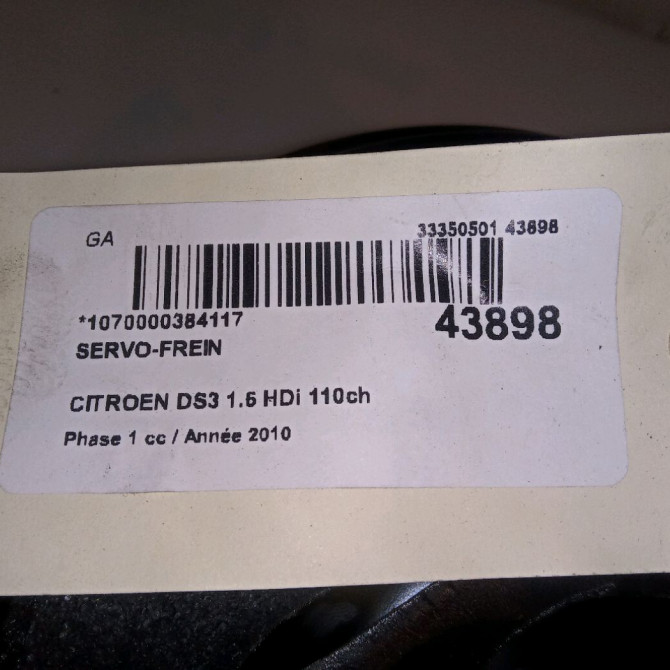 GA
33350501 43898
*1070000384117
43898
SERVO-FREIN
CITROEN DS3 1.6 HDi 110ch
Phase 1 cc / Année 2010